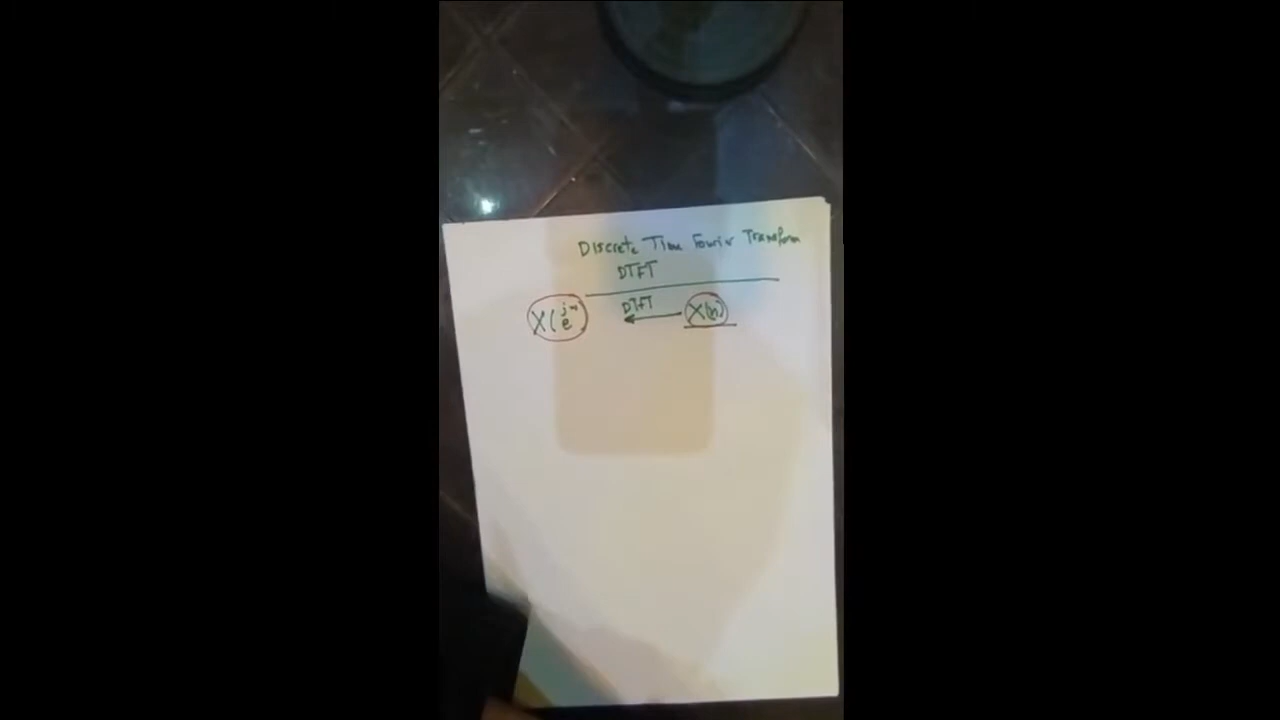 Discrete Time Fourier Transform
DTFT
X(e^jω) ← DTFT X(n)